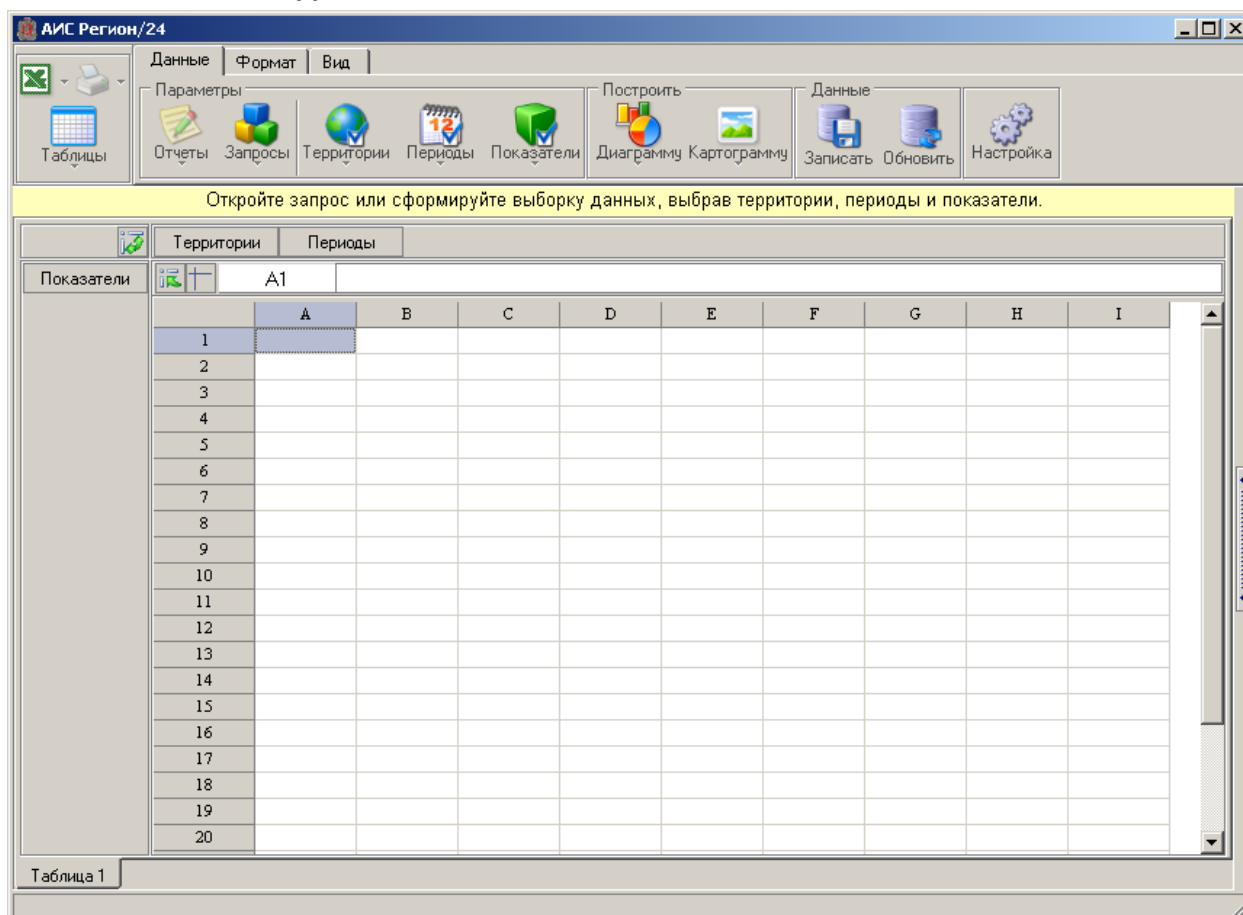 АИС Регион/24
Данные Формат Вид
Параметры Построить Данные
12
Таблицы Отчеты Запросы Территории Периоды Показатели Диаграмму Картограмму Записать Обновить Настройка
Откройте запрос или сформируйте выборку данных, выбрав территории, периоды и показатели.
Территории Периоды
Показатели A1
A B C D E F G H I
1
2
3
4
5
6
7
8
9
10
11
12
13
14
15
16
17
18
19
20
Таблица 1